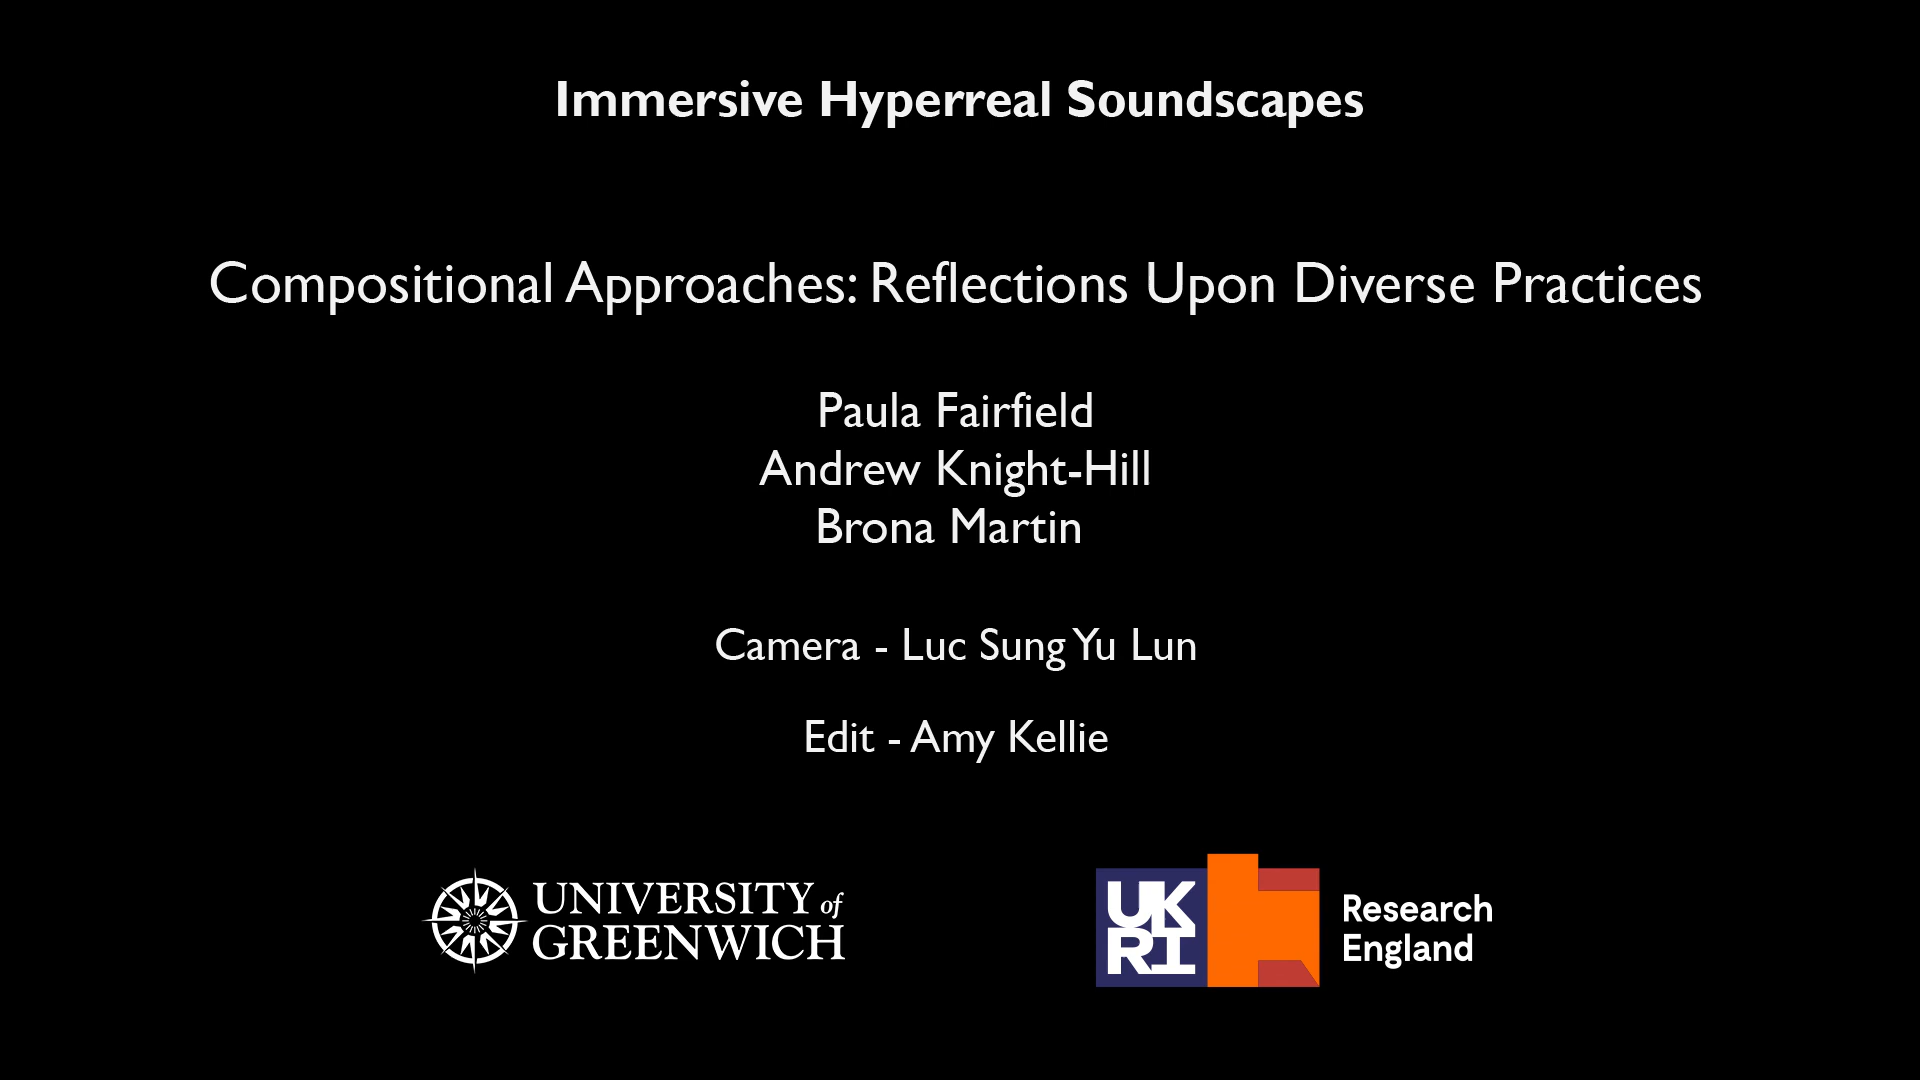 Immersive Hyperreal Soundscapes
Compositional Approaches: Reflections Upon Diverse Practices
Paula Fairfield
Andrew Knight-Hill
Brona Martin
Camera - Luc Sung Yu Lun
Edit - Amy Kellie
UNIVERSITY of
GREENWICH
UK
RI
Research
England